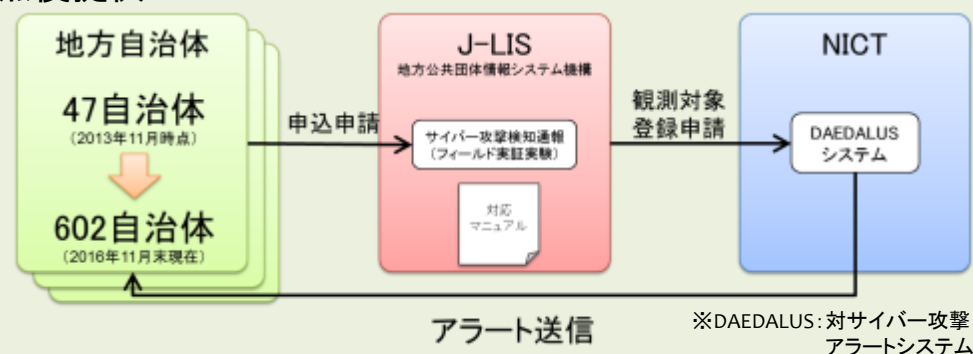 地方自治体
47自治体
(2013年11月時点)
602自治体
(2016年11月末現在)
申込申請
J-LIS
地方公共団体情報システム機構
サイバー攻撃検知通報
(フィールド実証実験)
対応
マニュアル
観測対象
登録申請
NICT
DAEDALUS
システム
アラート送信
※DAEDALUS：対サイバー攻撃
アラートシステム